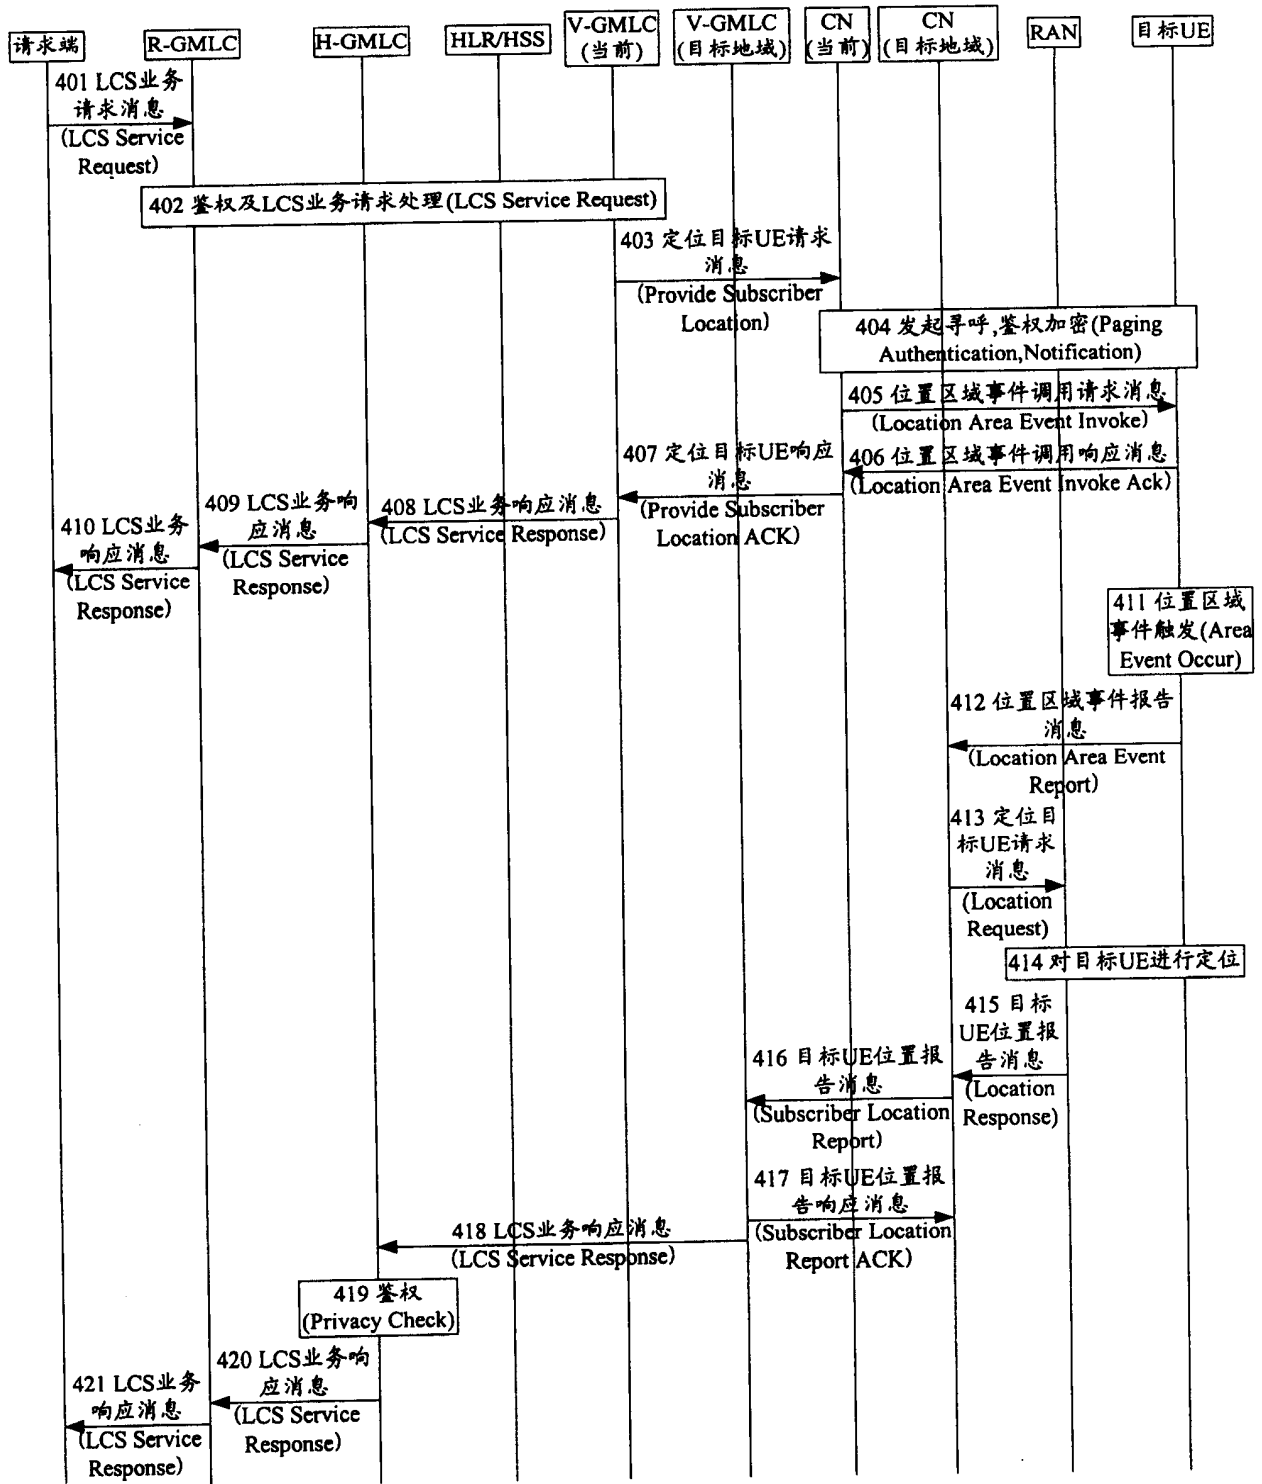 请求端
R-GMLC
H-GMLC
HLR/HSS
V-GMLC
(当前)
V-GMLC
(目标地域)
CN
(当前)
CN
(目标地域)
RAN
目标UE
401 LCS业务
请求消息
(LCS Service
Request)
402 鉴权及LCS业务请求处理(LCS Service Request)
403 定位目标UE请求
消息
(Provide Subscriber
Location)
404 发起寻呼,鉴权加密(Paging
Authentication,Notification)
405 位置区域事件调用请求消息
(Location Area Event Invoke)
406 位置区域事件调用响应消息
(Location Area Event Invoke Ack)
407 定位目标UE响应
消息
(Provide Subscriber
Location ACK)
408 LCS业务响应消息
(LCS Service Response)
409 LCS业务响
应消息
(LCS Service
Response)
410 LCS业务
响应消息
(LCS Service
Response)
411 位置区域
事件触发(Area
Event Occur)
412 位置区域事件报告
消息
(Location Area Event
Report)
413 定位目
标UE请求
消息
(Location
Request)
414 对目标UE进行定位
415 目标
UE位置报
告消息
(Location
Response)
416 目标UE位置报
告消息
(Subscriber Location
Report)
417 目标UE位置报
告响应消息
(Subscriber Location
Report ACK)
418 LCS业务响应消息
(LCS Service Response)
419 鉴权
(Privacy Check)
420 LCS业务响
应消息
(LCS Service
Response)
421 LCS业务
响应消息
(LCS Service
Response)